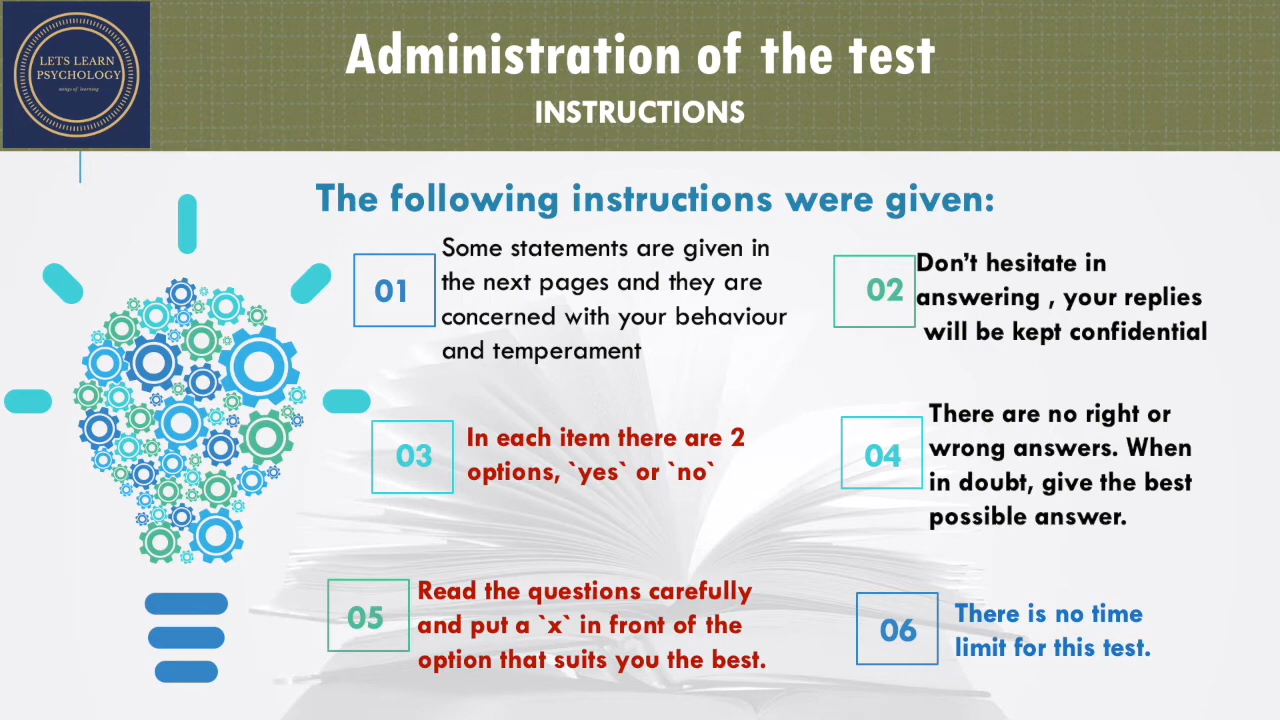 LETS LEARN
PSYCHOLOGY
wings of learning
Administration of the test
INSTRUCTIONS
The following instructions were given:
01
Some statements are given in
the next pages and they are
concerned with your behaviour
and temperament
02
Don’t hesitate in
answering , your replies
will be kept confidential
03
In each item there are 2
options, `yes` or `no`
04
There are no right or
wrong answers. When
in doubt, give the best
possible answer.
05
Read the questions carefully
and put a `x` in front of the
option that suits you the best.
06
There is no time
limit for this test.